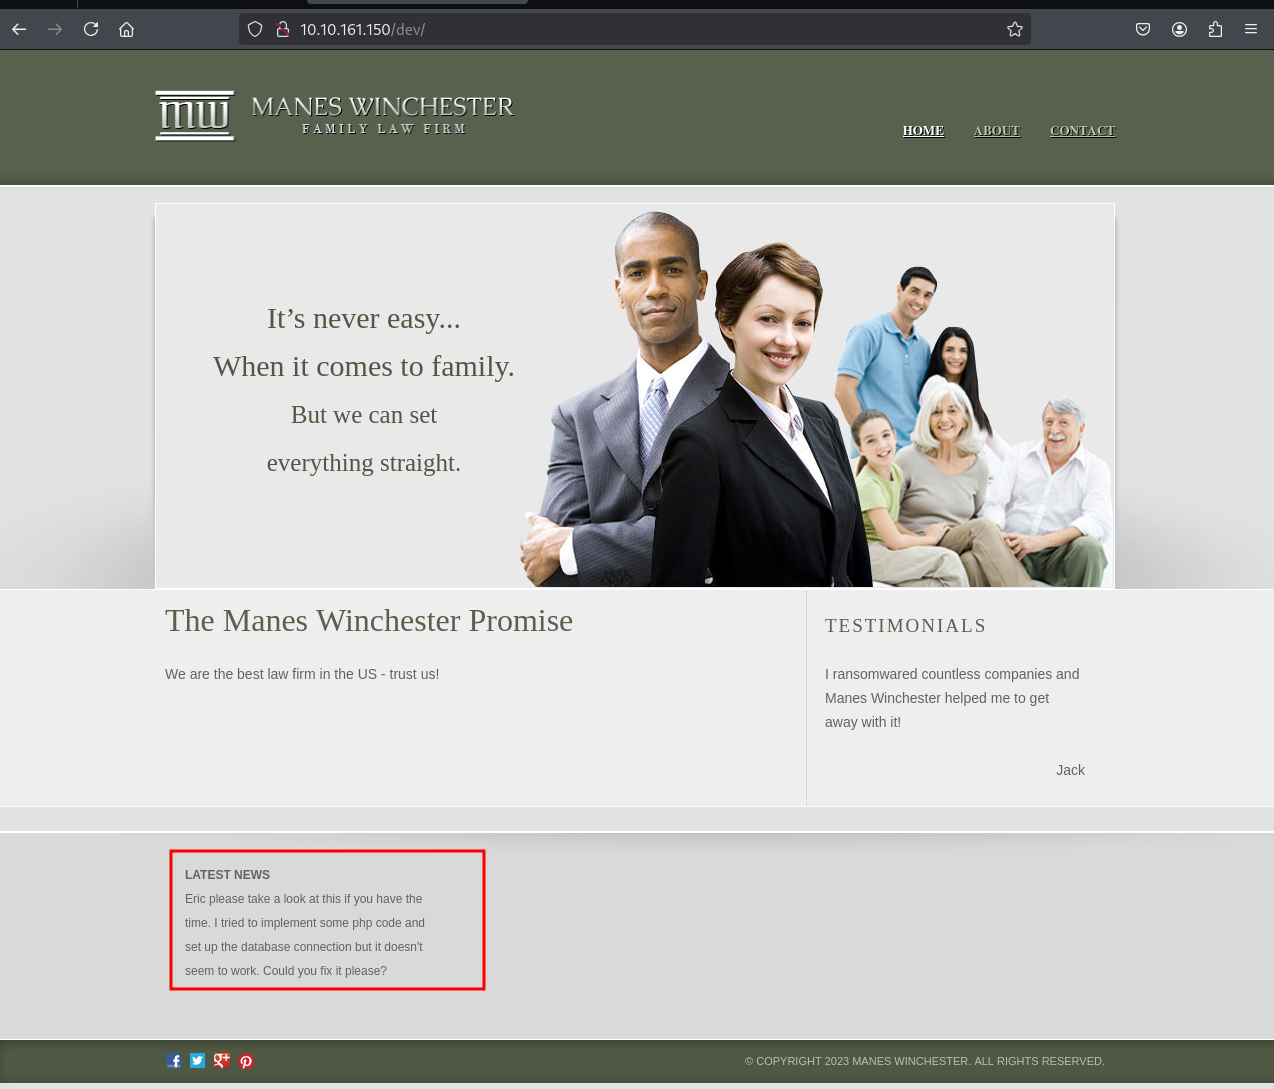 10.10.161.150/dev/
mw
MANES WINCHESTER
FAMILY LAW FIRM
HOME ABOUT CONTACT
It’s never easy...
When it comes to family.
But we can set
everything straight.
The Manes Winchester Promise
We are the best law firm in the US - trust us!
TESTIMONIALS
I ransomwared countless companies and
Manes Winchester helped me to get
away with it!
Jack
LATEST NEWS
Eric please take a look at this if you have the
time. I tried to implement some php code and
set up the database connection but it doesn't
seem to work. Could you fix it please?
© COPYRIGHT 2023 MANES WINCHESTER. ALL RIGHTS RESERVED.